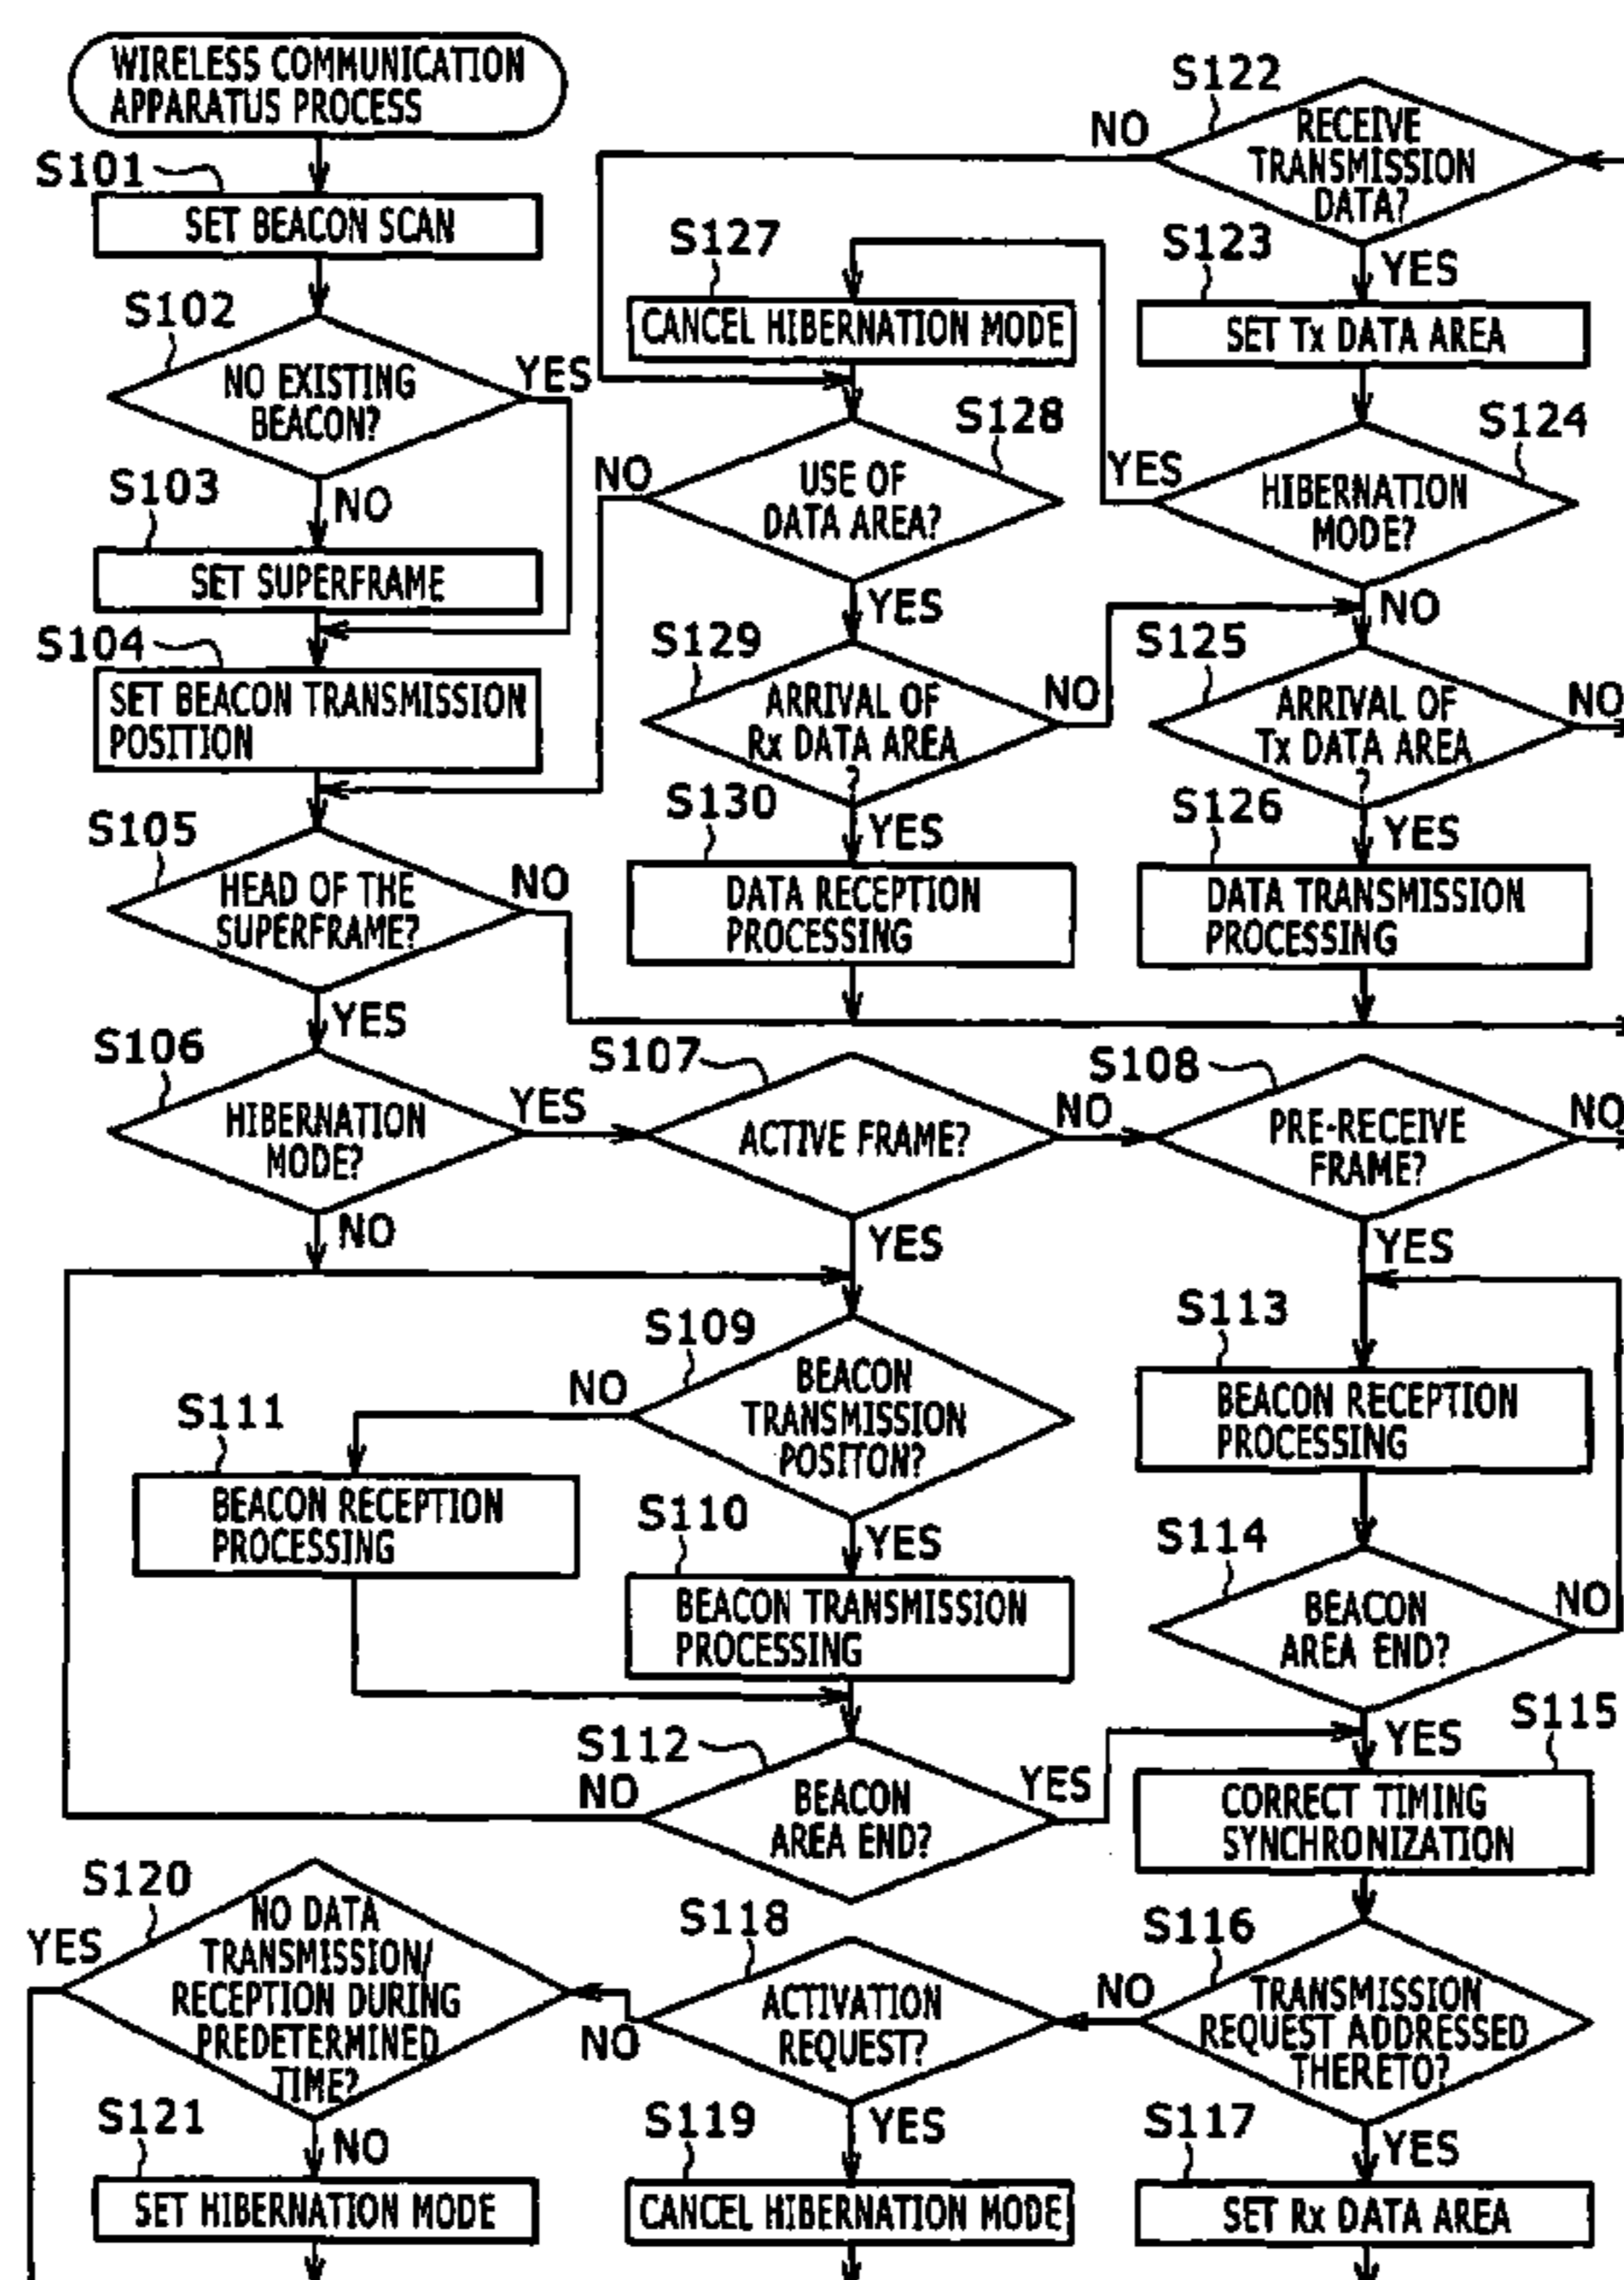 WIRELESS COMMUNICATION
APPARATUS PROCESS
S101
SET BEACON SCAN
S102
NO EXISTING
BEACON?
YES
NO
S103
SET SUPERFRAME
S104
SET BEACON TRANSMISSION
POSITION
S105
HEAD OF THE
SUPERFRAME?
NO
YES
S122
RECEIVE
TRANSMISSION
DATA?
NO
YES
S123
SET Tx DATA AREA
S124
HIBERNATION
MODE?
YES
NO
S125
ARRIVAL OF
Tx DATA AREA
?
NO
YES
S126
DATA TRANSMISSION
PROCESSING
S127
CANCEL HIBERNATION MODE
S128
USE OF
DATA AREA?
NO
YES
S129
ARRIVAL OF
Rx DATA AREA
?
NO
YES
S130
DATA RECEPTION
PROCESSING
S106
HIBERNATION
MODE?
YES
NO
S107
ACTIVE FRAME?
NO
YES
S108
PRE-RECEIVE
FRAME?
NO
YES
S109
BEACON
TRANSMISSION
POSITON?
NO
YES
S111
BEACON RECEPTION
PROCESSING
S110
BEACON TRANSMISSION
PROCESSING
S112
BEACON
AREA END?
NO
YES
S113
BEACON RECEPTION
PROCESSING
S114
BEACON
AREA END?
NO
YES
S115
CORRECT TIMING
SYNCHRONIZATION
S116
TRANSMISSION
REQUEST ADDRESSED
THERETO?
NO
YES
S117
SET Rx DATA AREA
S118
ACTIVATION
REQUEST?
NO
YES
S119
CANCEL HIBERNATION MODE
S120
NO DATA
TRANSMISSION/
RECEPTION DURING
PREDETERMINED
TIME?
YES
NO
S121
SET HIBERNATION MODE